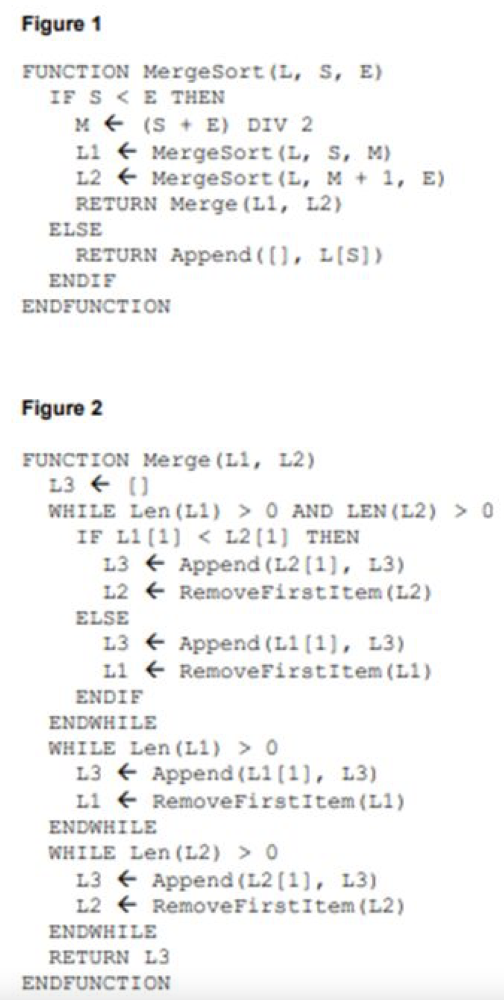 Figure 1
FUNCTION MergeSort(L, S, E)
IF S < E THEN
M ← (S + E) DIV 2
L1 ← MergeSort(L, S, M)
L2 ← MergeSort(L, M + 1, E)
RETURN Merge(L1, L2)
ELSE
RETURN Append([], L[S])
ENDIF
ENDFUNCTION
Figure 2
FUNCTION Merge(L1, L2)
L3 ← []
WHILE Len(L1) > 0 AND LEN(L2) > 0
IF L1[1] < L2[1] THEN
L3 ← Append(L2[1], L3)
L2 ← RemoveFirstItem(L2)
ELSE
L3 ← Append(L1[1], L3)
L1 ← RemoveFirstItem(L1)
ENDIF
ENDWHILE
WHILE Len(L1) > 0
L3 ← Append(L1[1], L3)
L1 ← RemoveFirstItem(L1)
ENDWHILE
WHILE Len(L2) > 0
L3 ← Append(L2[1], L3)
L2 ← RemoveFirstItem(L2)
ENDWHILE
RETURN L3
ENDFUNCTION